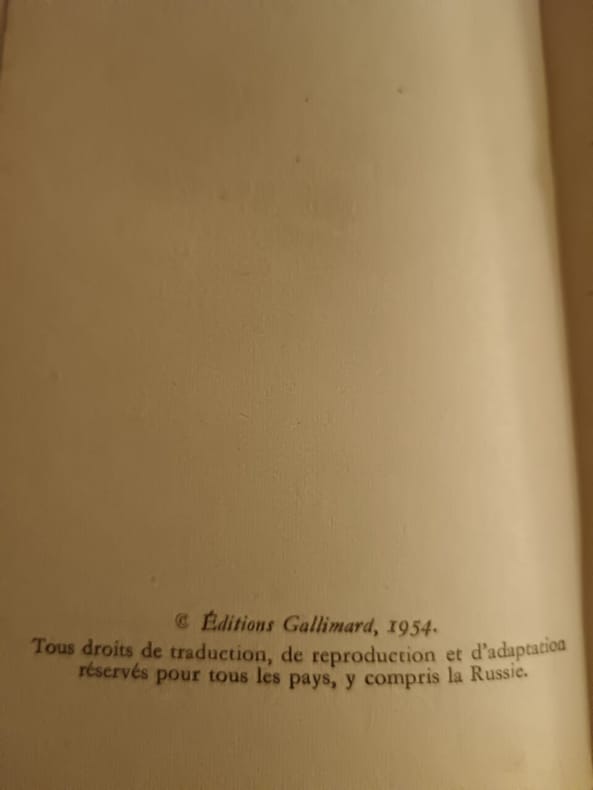 © Éditions Gallimard, 1954.
Tous droits de traduction, de reproduction et d'adaptation
réservés pour tous les pays, y compris la Russie.